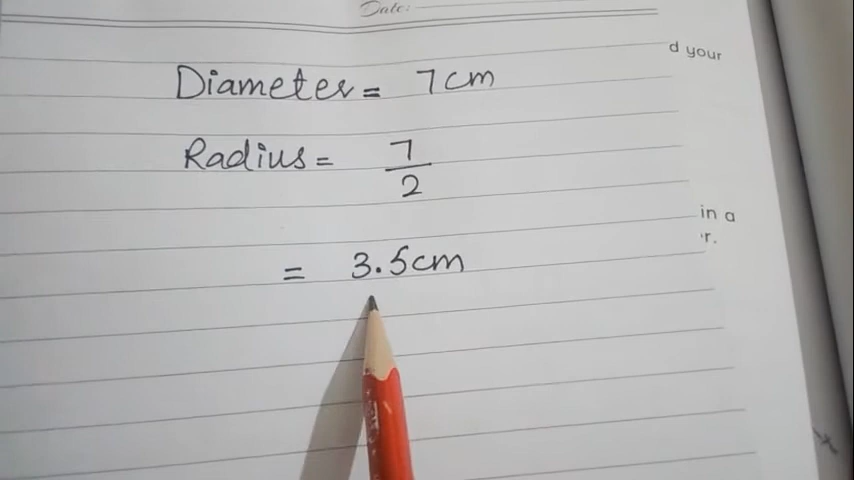 Date:
d your
Diameter = 7cm
Radius = 7/2
in a
r.
= 3.5cm